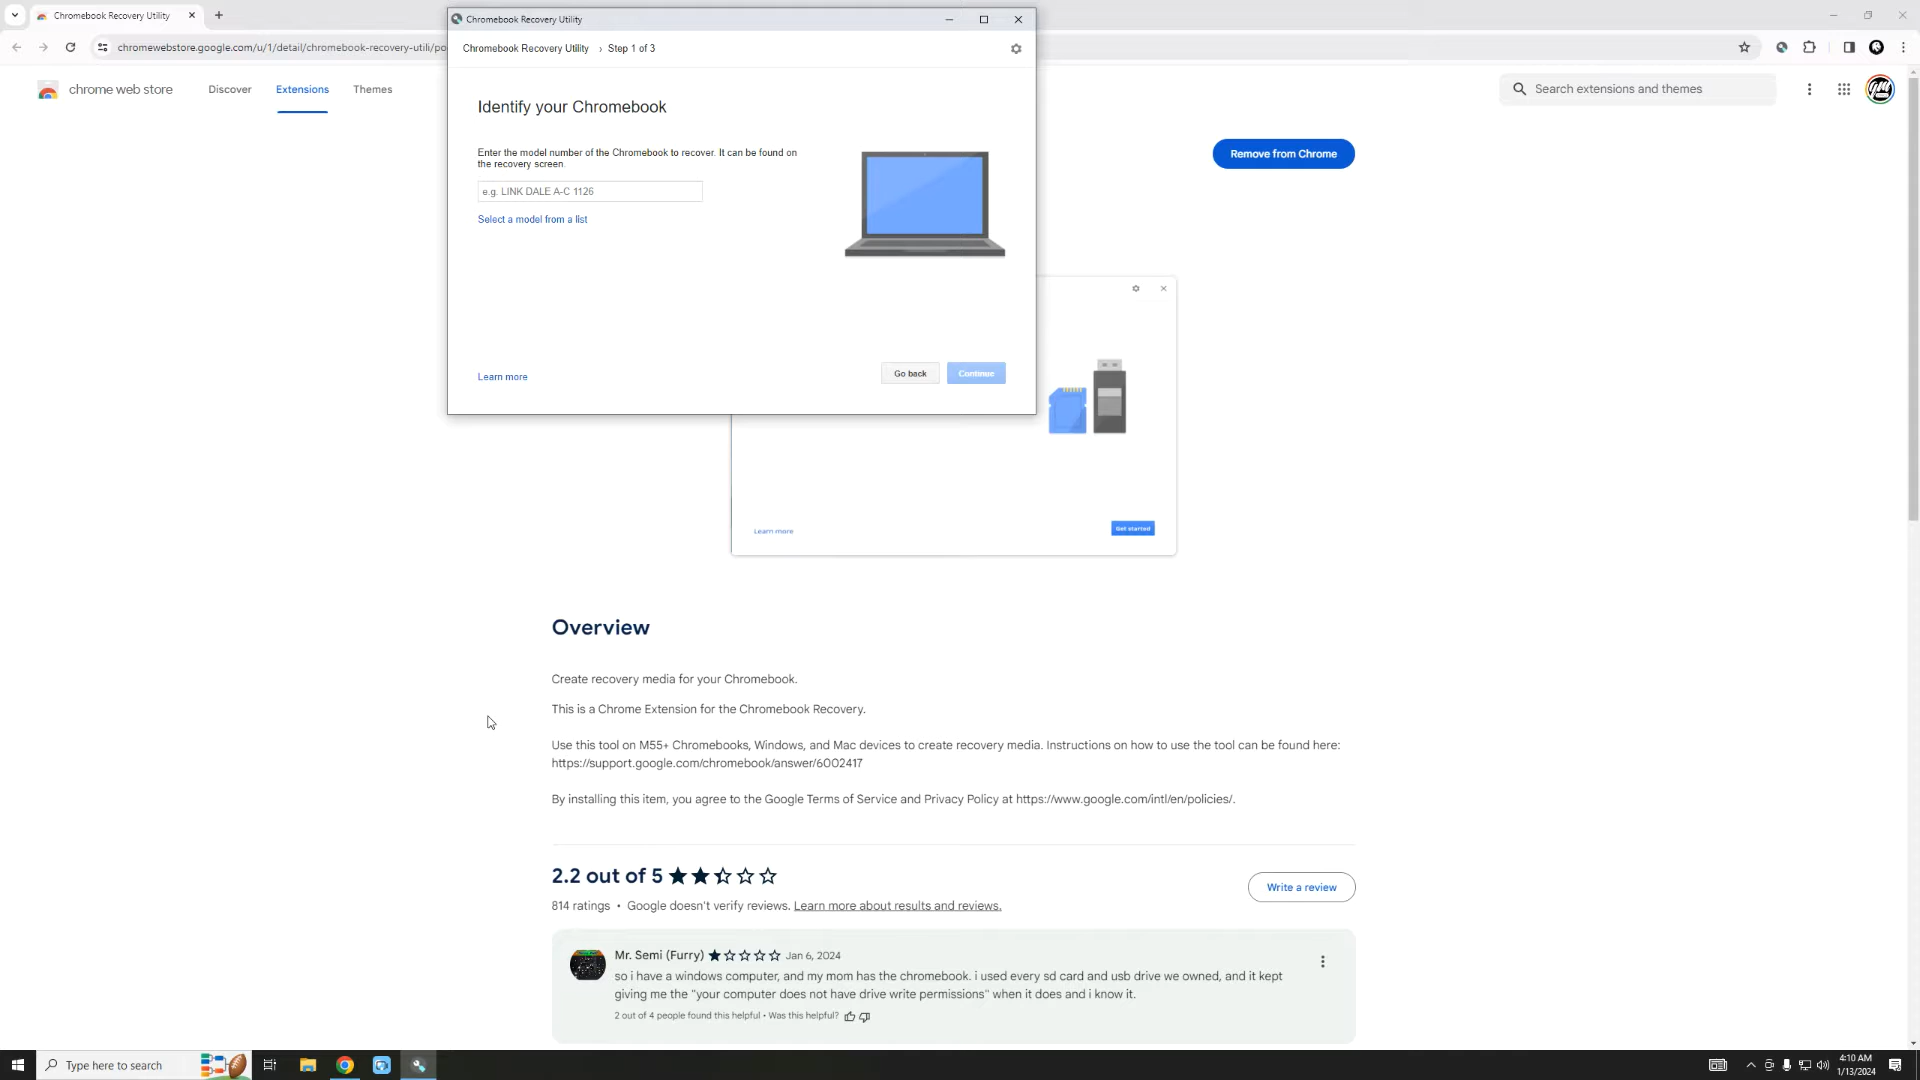 Chromebook Recovery Utility
Chromebook Recovery Utility
chromewebstore.google.com/u/1/detail/chromebook-recovery-utili/po
Chromebook Recovery Utility › Step 1 of 3
chrome web store
Discover
Extensions
Themes
Search extensions and themes
Identify your Chromebook
Enter the model number of the Chromebook to recover. It can be found on
the recovery screen.
e.g. LINK DALE A-C 1126
Select a model from a list
Learn more
Go back
Continue
Remove from Chrome
Learn more
Get started
Overview
Create recovery media for your Chromebook.
This is a Chrome Extension for the Chromebook Recovery.
Use this tool on M55+ Chromebooks, Windows, and Mac devices to create recovery media. Instructions on how to use the tool can be found here:
https://support.google.com/chromebook/answer/6002417
By installing this item, you agree to the Google Terms of Service and Privacy Policy at https://www.google.com/intl/en/policies/.
2.2 out of 5
Write a review
814 ratings • Google doesn't verify reviews. Learn more about results and reviews.
Mr. Semi (Furry) Jan 6, 2024
so i have a windows computer, and my mom has the chromebook. i used every sd card and usb drive we owned, and it kept
giving me the "your computer does not have drive write permissions" when it does and i know it.
2 out of 4 people found this helpful • Was this helpful?
Type here to search
4:10 AM
1/13/2024